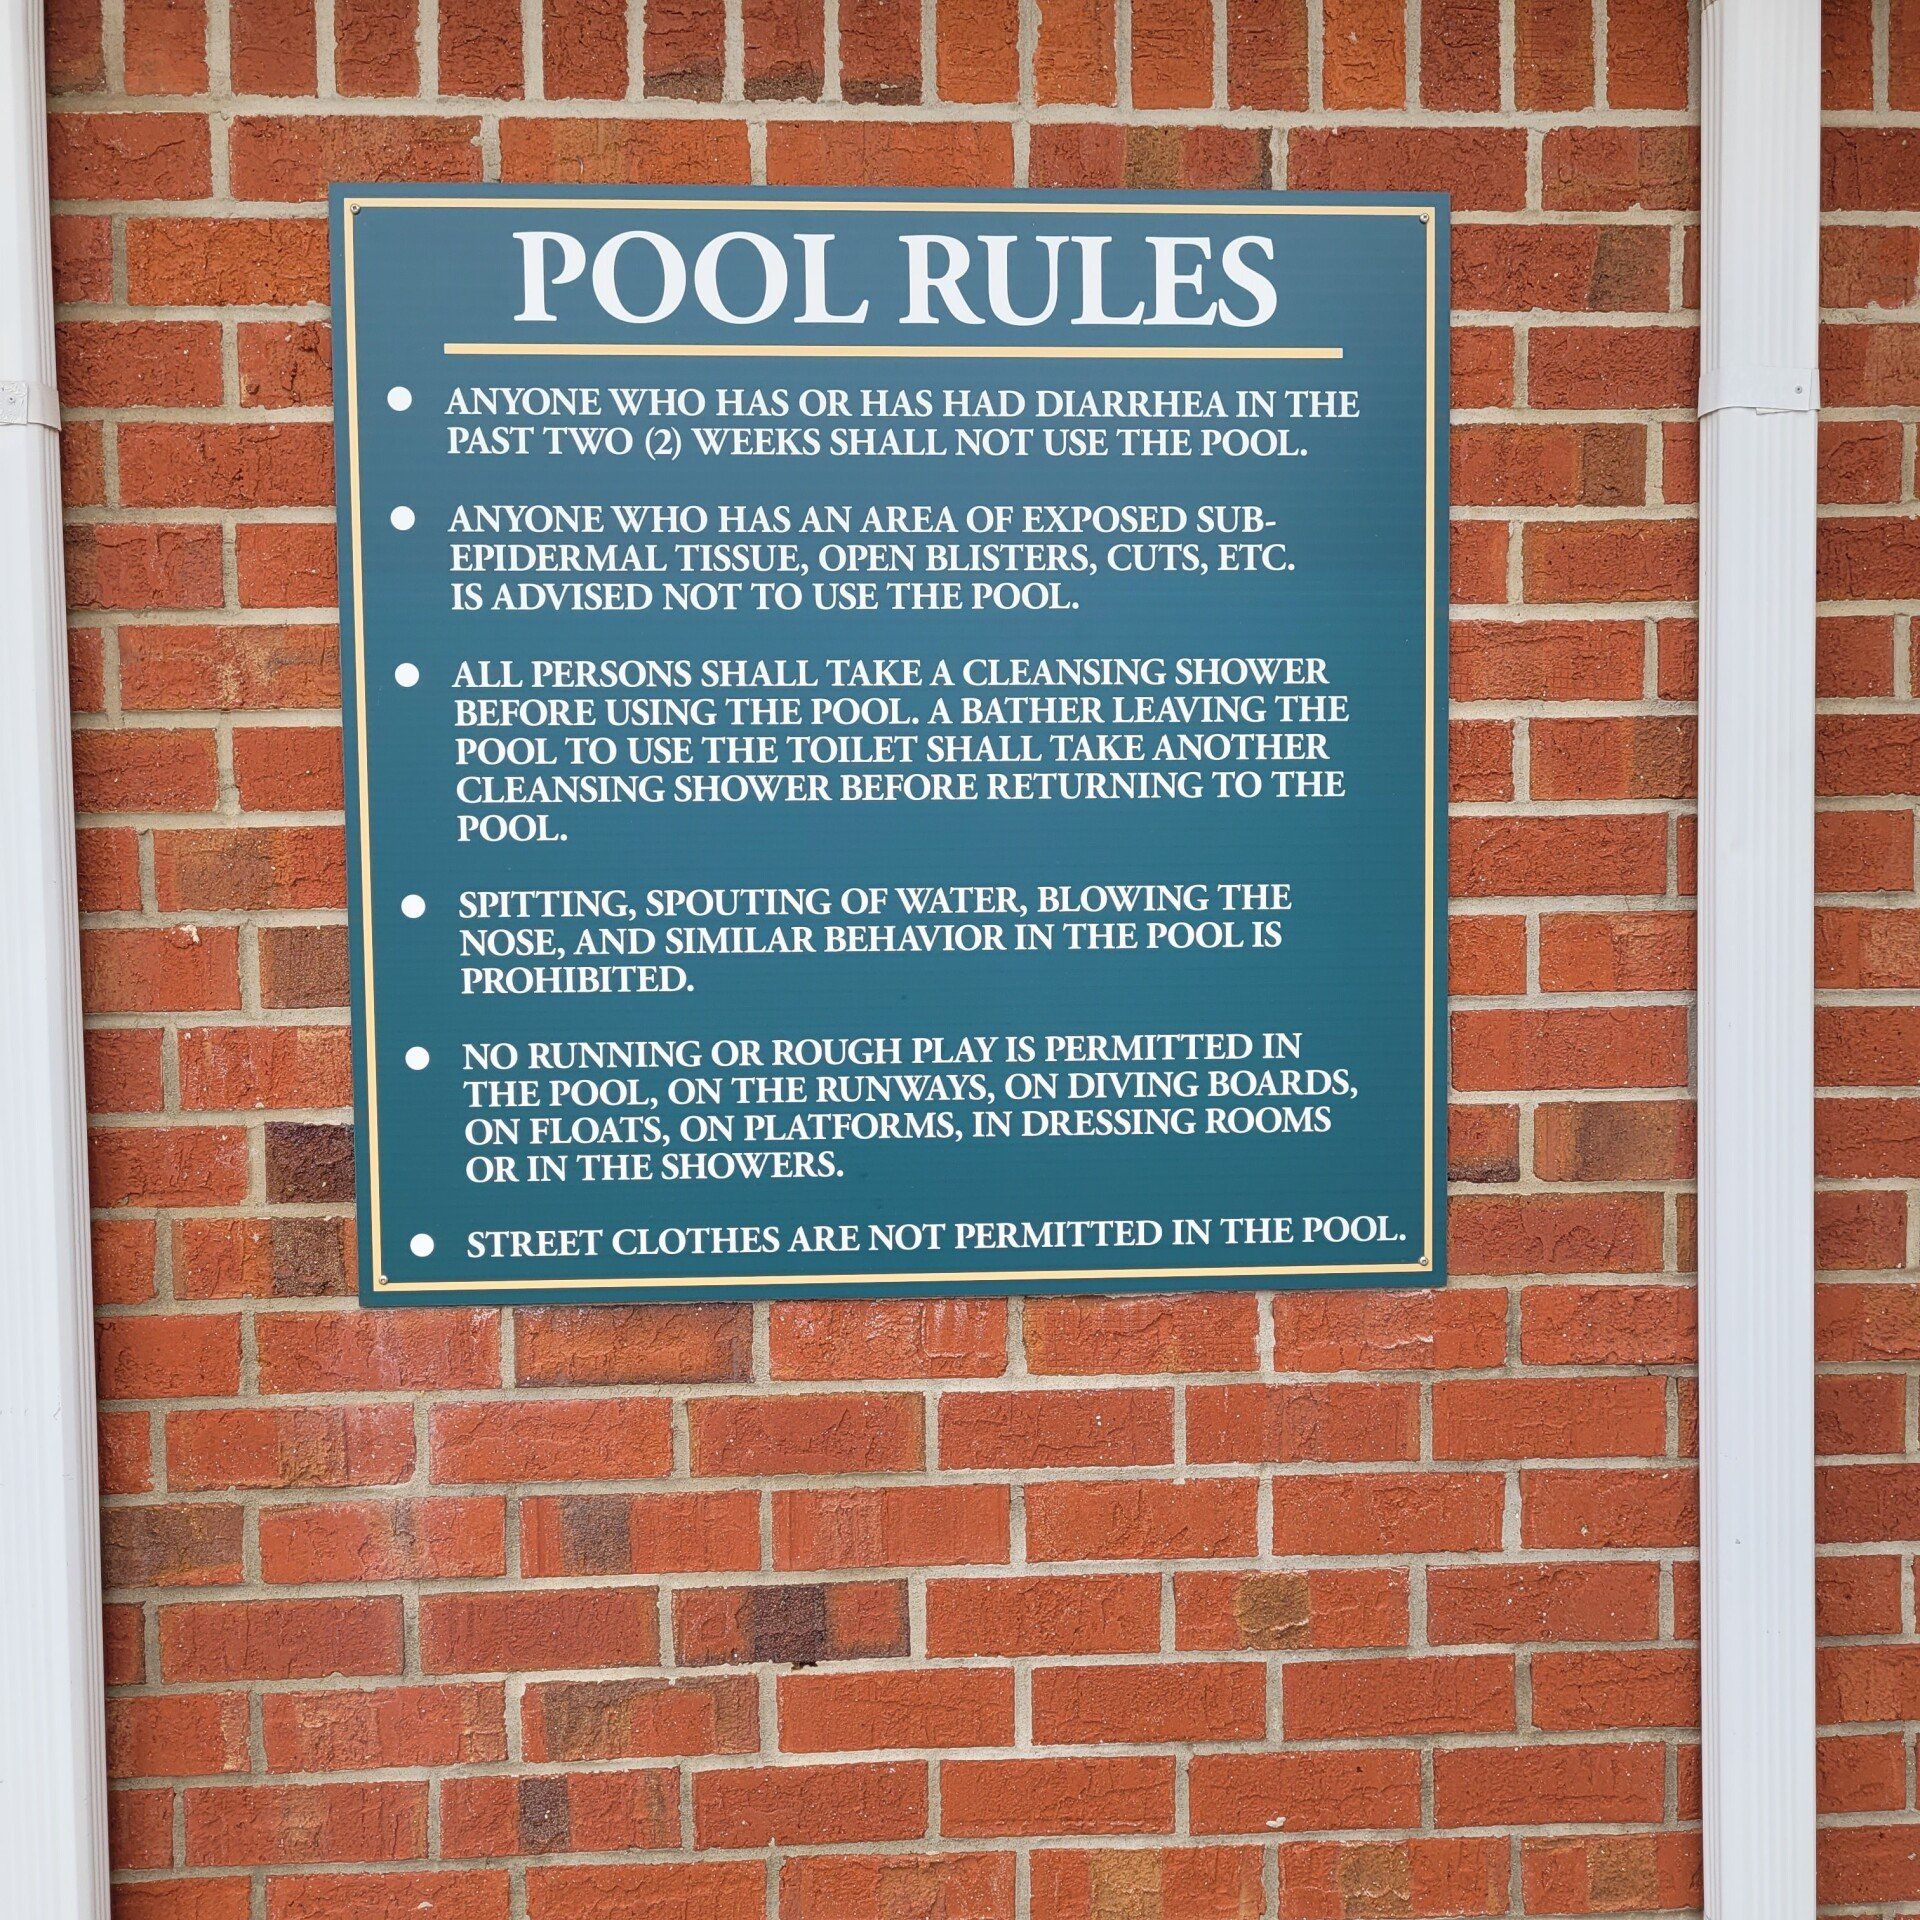 POOL RULES
● ANYONE WHO HAS OR HAS HAD DIARRHEA IN THE
PAST TWO (2) WEEKS SHALL NOT USE THE POOL.
● ANYONE WHO HAS AN AREA OF EXPOSED SUB-
EPIDERMAL TISSUE, OPEN BLISTERS, CUTS, ETC.
IS ADVISED NOT TO USE THE POOL.
● ALL PERSONS SHALL TAKE A CLEANSING SHOWER
BEFORE USING THE POOL. A BATHER LEAVING THE
POOL TO USE THE TOILET SHALL TAKE ANOTHER
CLEANSING SHOWER BEFORE RETURNING TO THE
POOL.
● SPITTING, SPOUTING OF WATER, BLOWING THE
NOSE, AND SIMILAR BEHAVIOR IN THE POOL IS
PROHIBITED.
● NO RUNNING OR ROUGH PLAY IS PERMITTED IN
THE POOL, ON THE RUNWAYS, ON DIVING BOARDS,
ON FLOATS, ON PLATFORMS, IN DRESSING ROOMS
OR IN THE SHOWERS.
● STREET CLOTHES ARE NOT PERMITTED IN THE POOL.